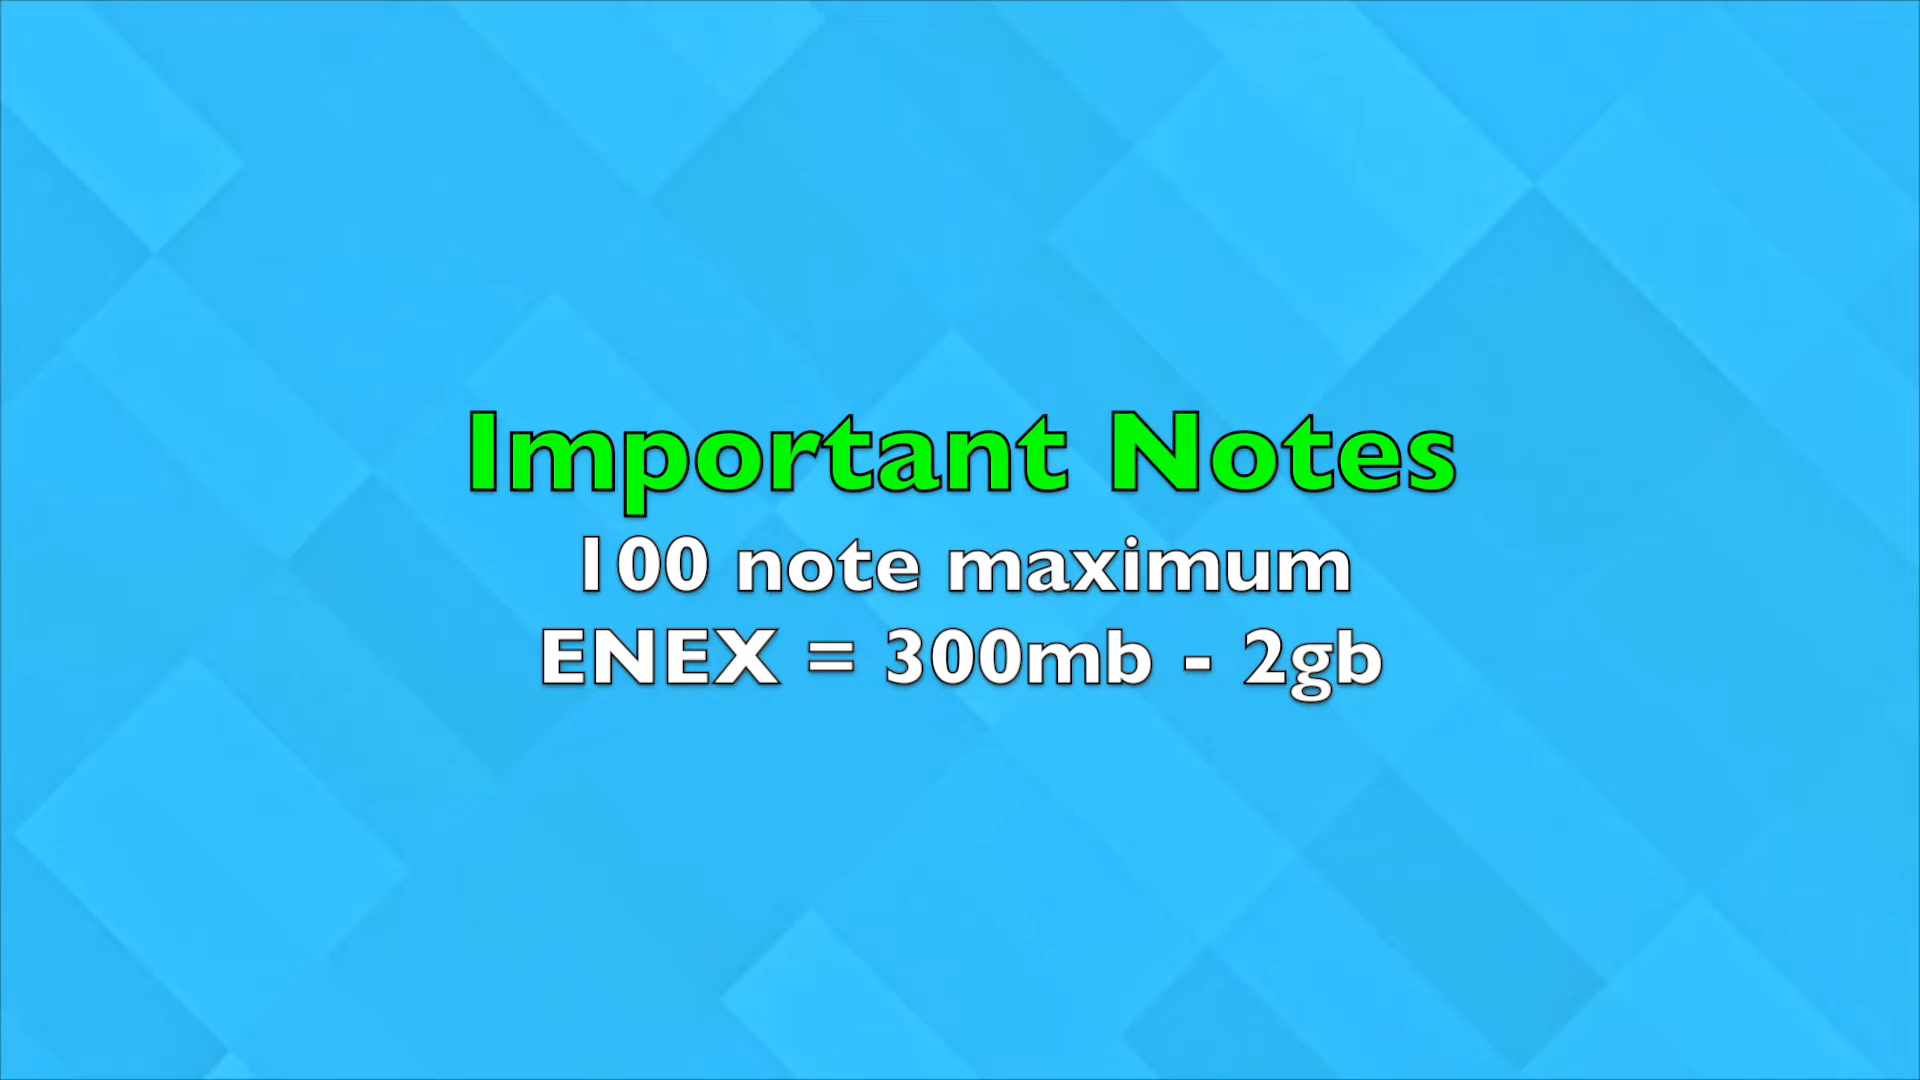 Important Notes
100 note maximum
ENEX = 300mb - 2gb